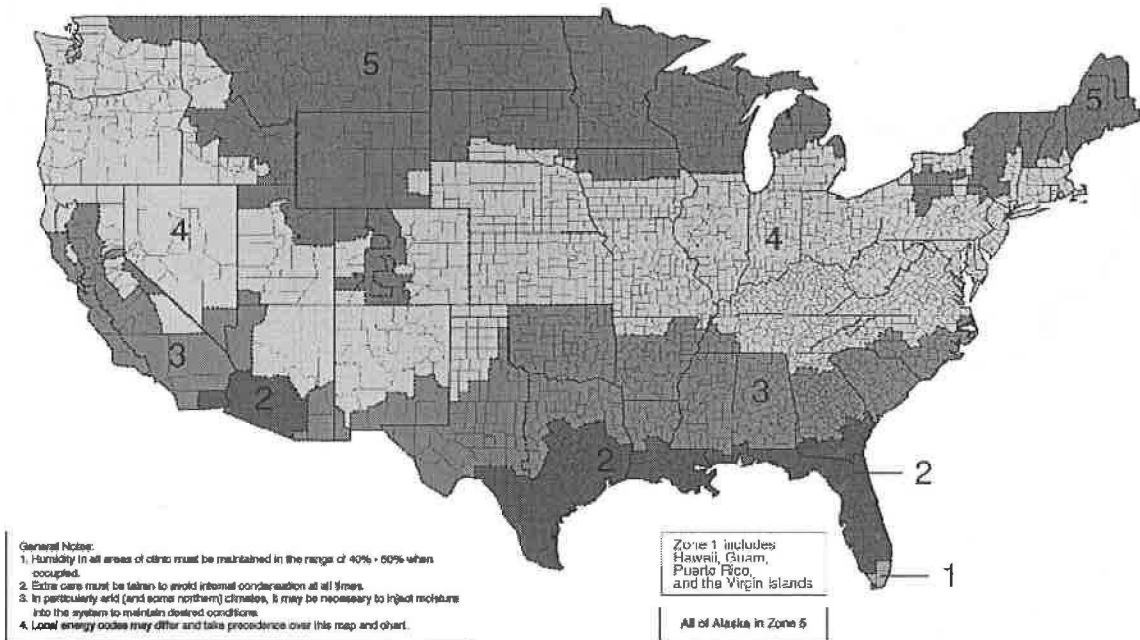 5
5
4
4
3
2
3
2
2
1
General Notes:
1. Humidity in all areas of clinic must be maintained in the range of 40% - 60% when
occupied.
2. Extra care must be taken to avoid internal condensation at all times.
3. In particularly arid (and some northern) climates, it may be necessary to inject moisture
into the system to maintain desired conditions.
4. Local energy codes may differ and take precedence over this map and chart.
Zone 1 includes
Hawaii, Guam,
Puerto Rico,
and the Virgin Islands
All of Alaska in Zone 5